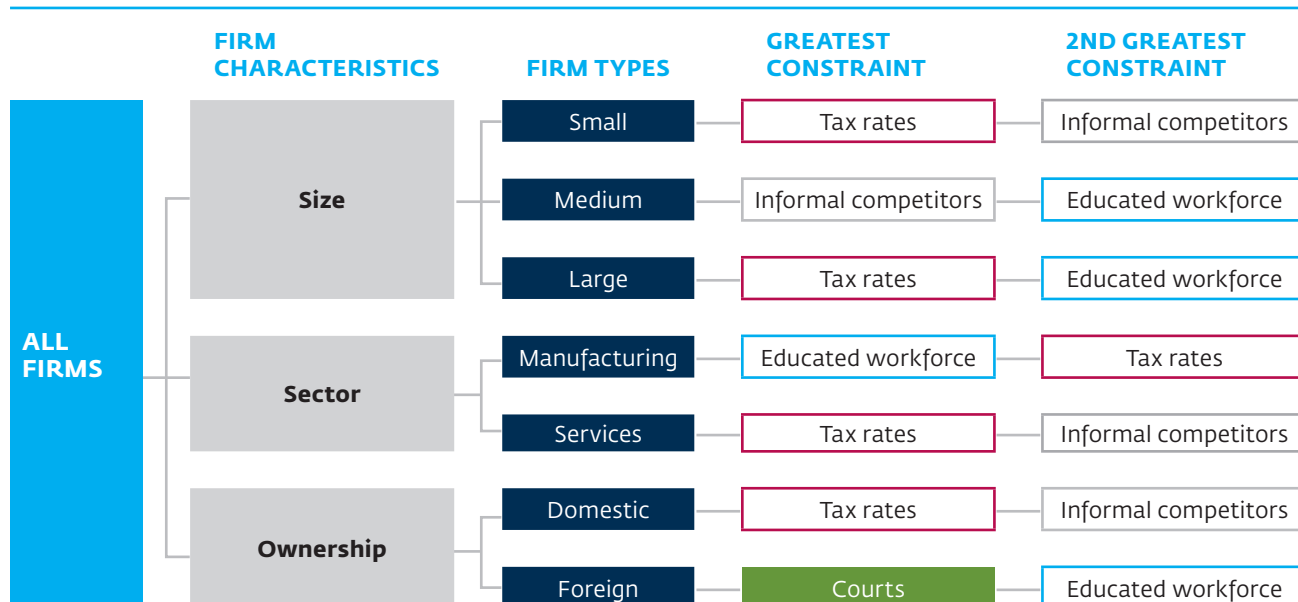 FIRM
CHARACTERISTICS
FIRM TYPES
GREATEST
CONSTRAINT
2ND GREATEST
CONSTRAINT
ALL
FIRMS
Size
Small
Tax rates
Informal competitors
Medium
Informal competitors
Educated workforce
Large
Tax rates
Educated workforce
Sector
Manufacturing
Educated workforce
Tax rates
Services
Tax rates
Informal competitors
Ownership
Domestic
Tax rates
Informal competitors
Foreign
Courts
Educated workforce